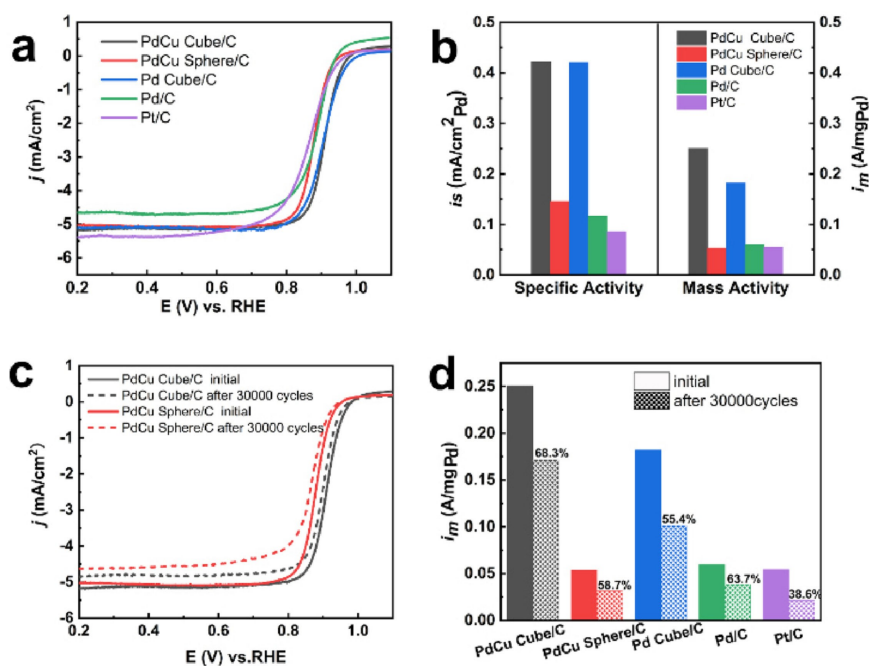 a
1
0
-1
-2
-3
-4
-5
-6
j (mA/cm²)
PdCu Cube/C
PdCu Sphere/C
Pd Cube/C
Pd/C
Pt/C
0.2 0.4 0.6 0.8 1.0
E (V) vs. RHE
b
0.5
0.4
0.3
0.2
0.1
0.0
is (mA/cm²Pd)
PdCu Cube/C
PdCu Sphere/C
Pd Cube/C
Pd/C
Pt/C
0.5
0.4
0.3
0.2
0.1
0.0
im (A/mgPd)
Specific Activity Mass Activity
c
1
0
-1
-2
-3
-4
-5
-6
j (mA/cm²)
PdCu Cube/C initial
PdCu Cube/C after 30000 cycles
PdCu Sphere/C initial
PdCu Sphere/C after 30000 cycles
0.2 0.4 0.6 0.8 1.0
E (V) vs.RHE
d
0.25
0.20
0.15
0.10
0.05
0.00
im (A/mgPd)
initial
after 30000cycles
68.3%
58.7%
55.4%
63.7%
38.6%
PdCu Cube/C PdCu Sphere/C Pd Cube/C Pd/C Pt/C